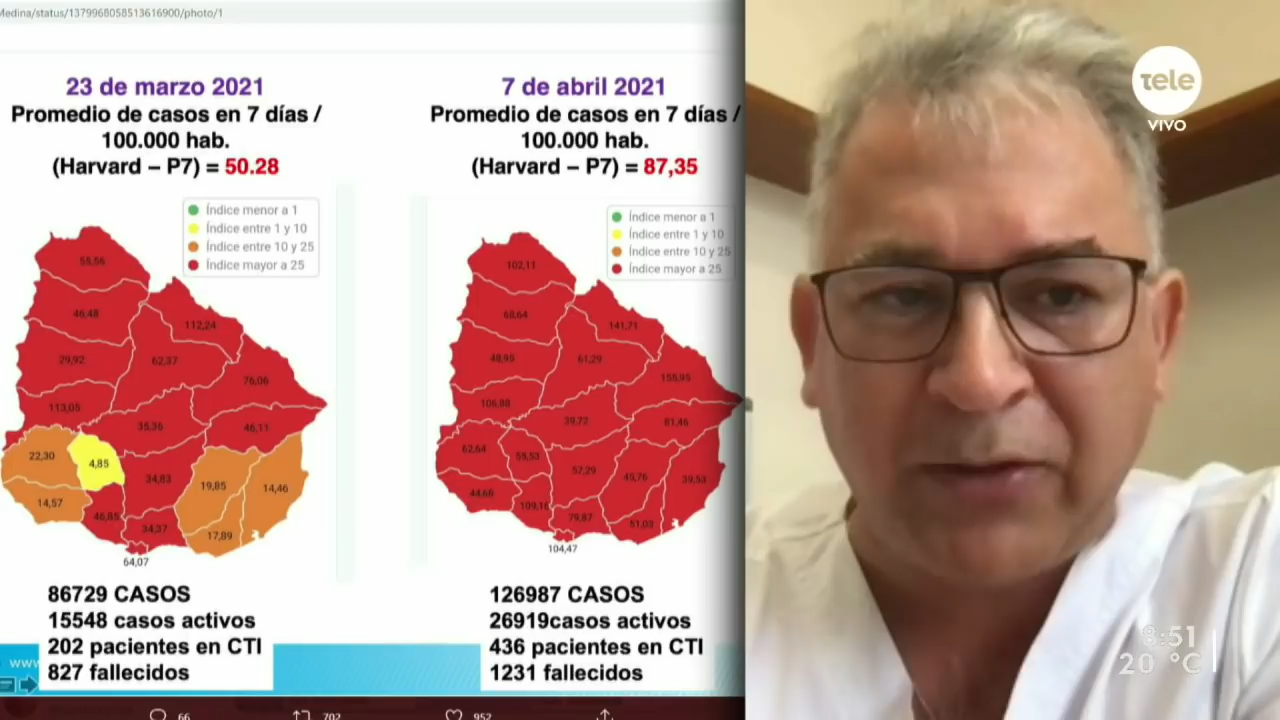 Medina/status/1379968058513616900/photo/1
23 de marzo 2021
Promedio de casos en 7 días /
100.000 hab.
(Harvard – P7) = 50.28
Índice menor a 1
Índice entre 1 y 10
Índice entre 10 y 25
Índice mayor a 25
55,56
46,48
112,24
29,92
62,37
76,06
113,05
35,36
46,11
22,30
4,85
34,83
19,85
14,46
14,57
46,85
34,37
17,89
64,07
86729 CASOS
15548 casos activos
202 pacientes en CTI
827 fallecidos
www
66
702
952
7 de abril 2021
Promedio de casos en 7 días /
100.000 hab.
(Harvard – P7) = 87,35
Índice menor a 1
Índice entre 1 y 10
Índice entre 10 y 25
Índice mayor a 25
102,11
68,64
141,71
48,95
61,29
155,95
106,88
39,72
81,46
62,64
55,53
57,29
45,76
39,53
44,66
109,16
79,87
51,03
104,47
126987 CASOS
26919casos activos
436 pacientes en CTI
1231 fallecidos
tele
VIVO
8:51
20 °C